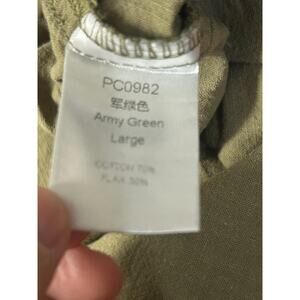 PC0982
军绿色
Army Green
Large
COTTON 70%
FLAX 30%